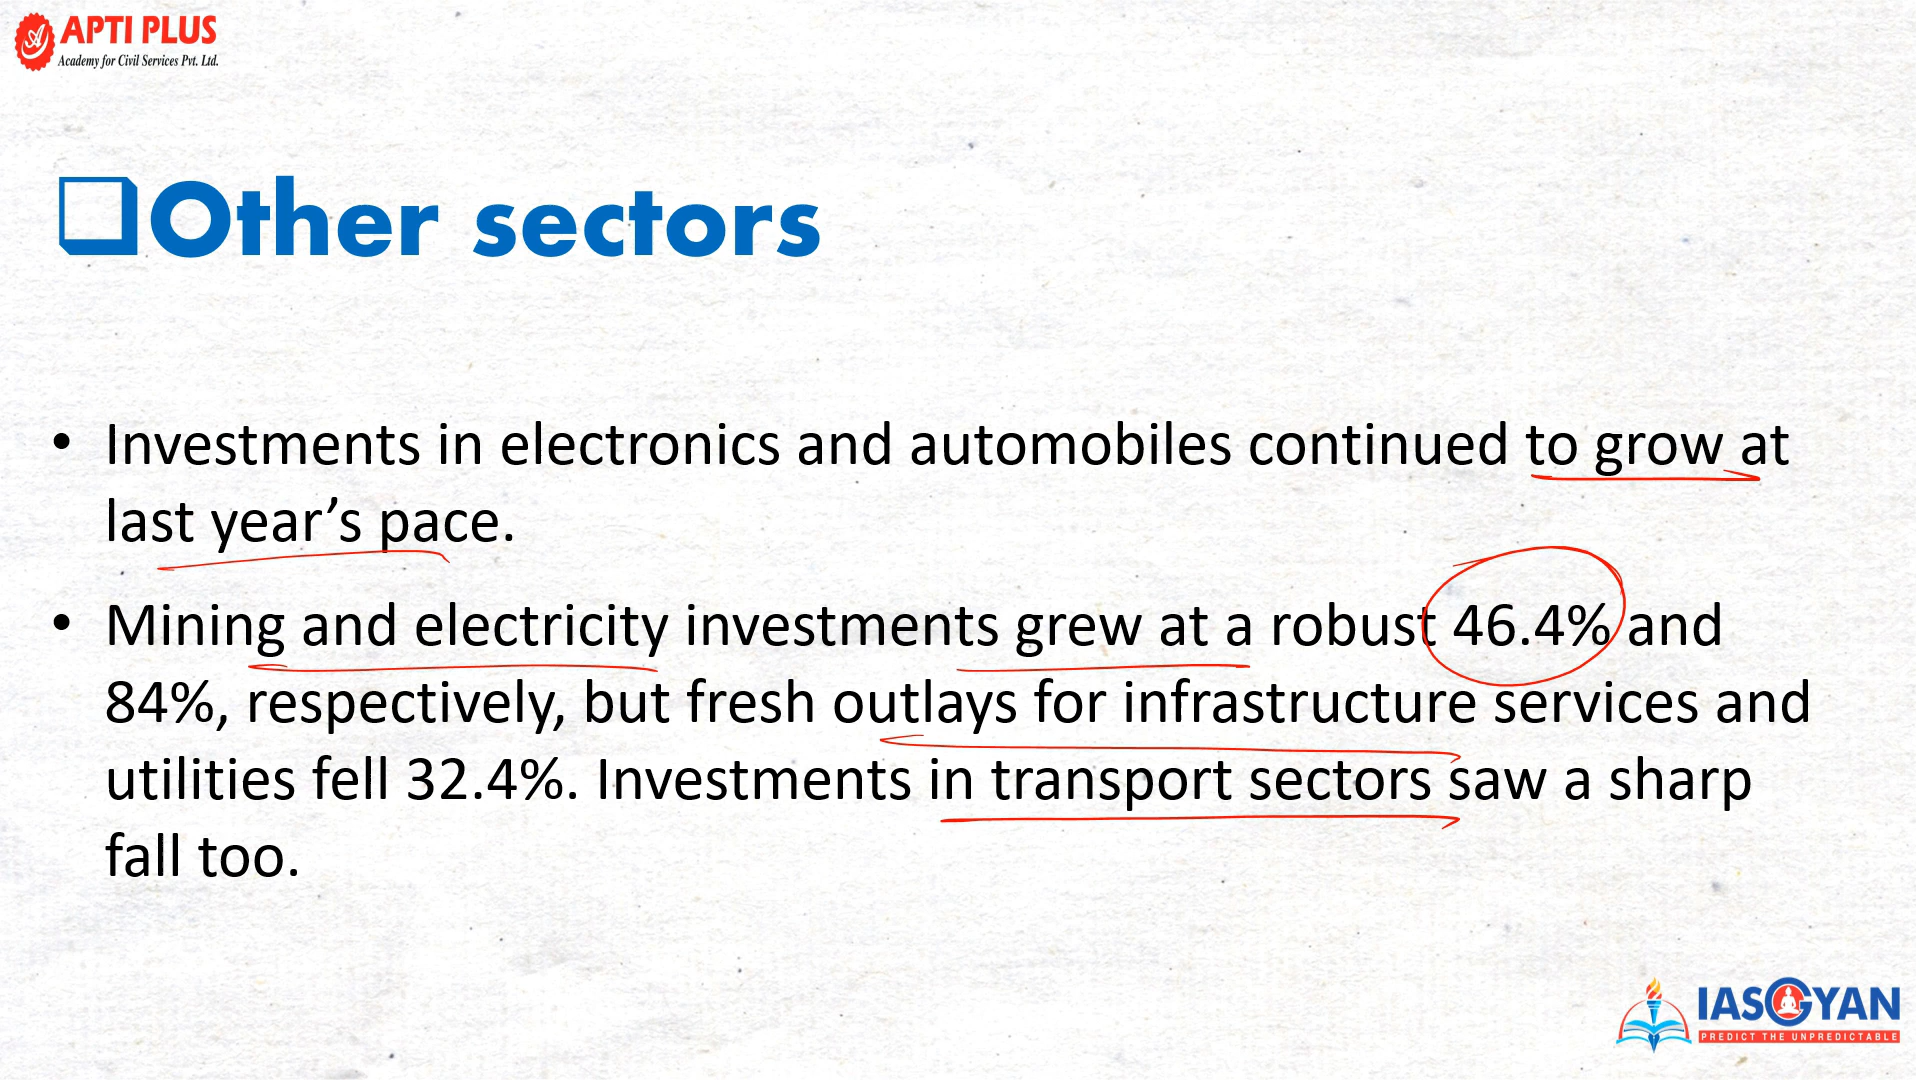 APTI PLUS
Academy for Civil Services Pvt. Ltd.
Other sectors
• Investments in electronics and automobiles continued to grow at
last year’s pace.
• Mining and electricity investments grew at a robust 46.4% and
84%, respectively, but fresh outlays for infrastructure services and
utilities fell 32.4%. Investments in transport sectors saw a sharp
fall too.
IASGYAN
PREDICT THE UNPREDICTABLE